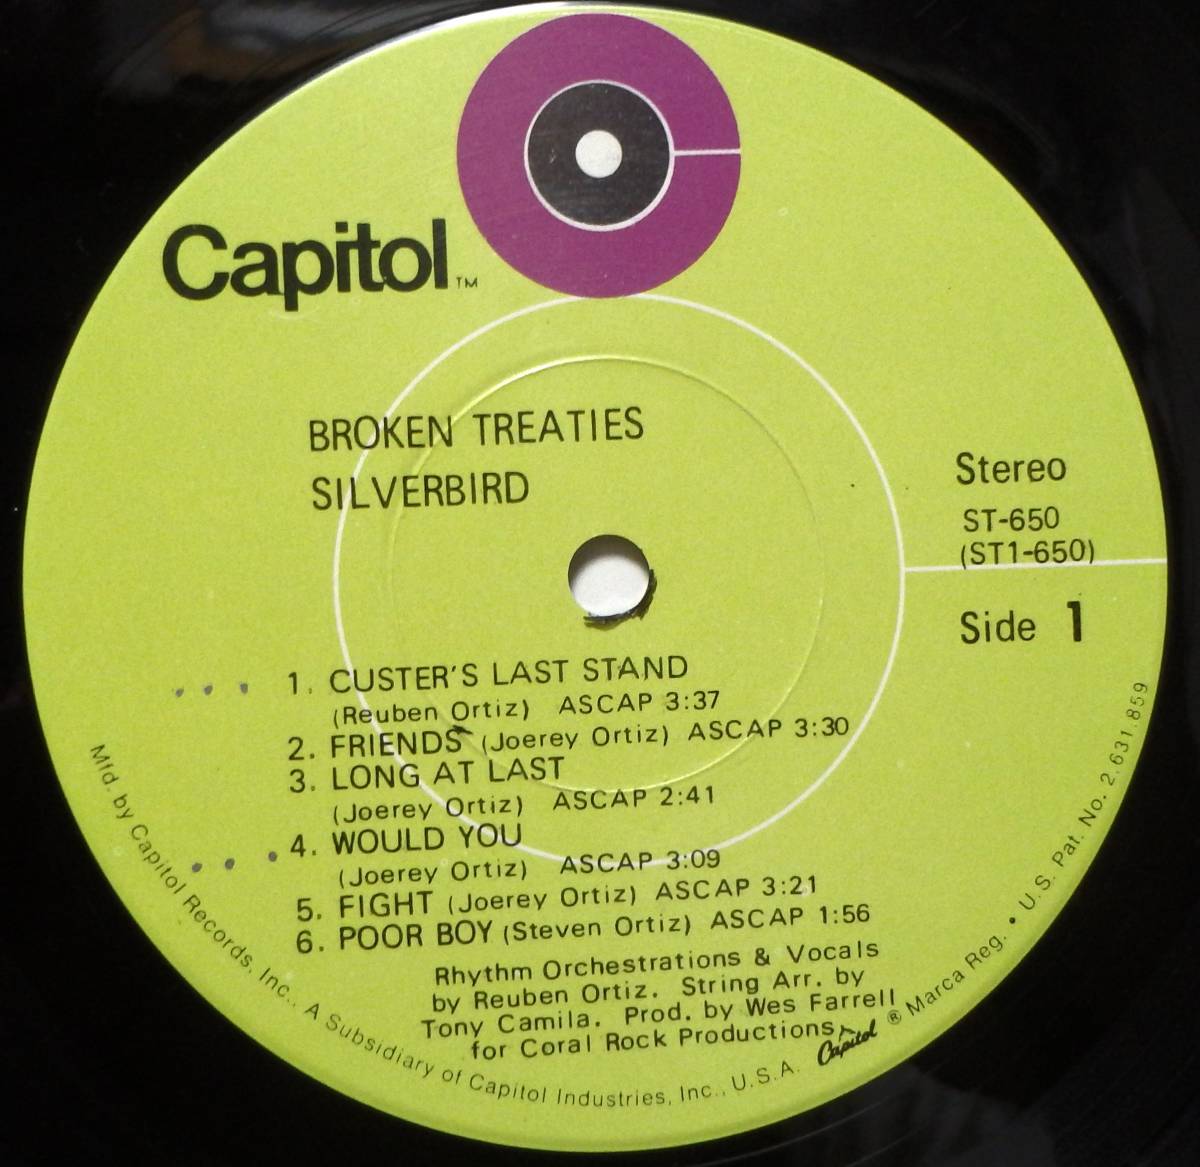 Capitol ™
BROKEN TREATIES
SILVERBIRD
Stereo
ST-650
(ST1-650)
Side 1
1. CUSTER'S LAST STAND
(Reuben Ortiz) ASCAP 3:37
2. FRIENDS (Joerey Ortiz) ASCAP 3:30
3. LONG AT LAST
(Joerey Ortiz) ASCAP 2:41
4. WOULD YOU
(Joerey Ortiz) ASCAP 3:09
5. FIGHT (Joerey Ortiz) ASCAP 3:21
6. POOR BOY (Steven Ortiz) ASCAP 1:56
Rhythm Orchestrations & Vocals
by Reuben Ortiz. String Arr. by
Tony Camila. Prod. by Wes Farrell
for Coral Rock Productions
Mfd. by Capitol Records, Inc., A Subsidiary of Capitol Industries, Inc., U.S.A. Capitol ® Marca Reg. • U.S. Pat. No. 2,631,859